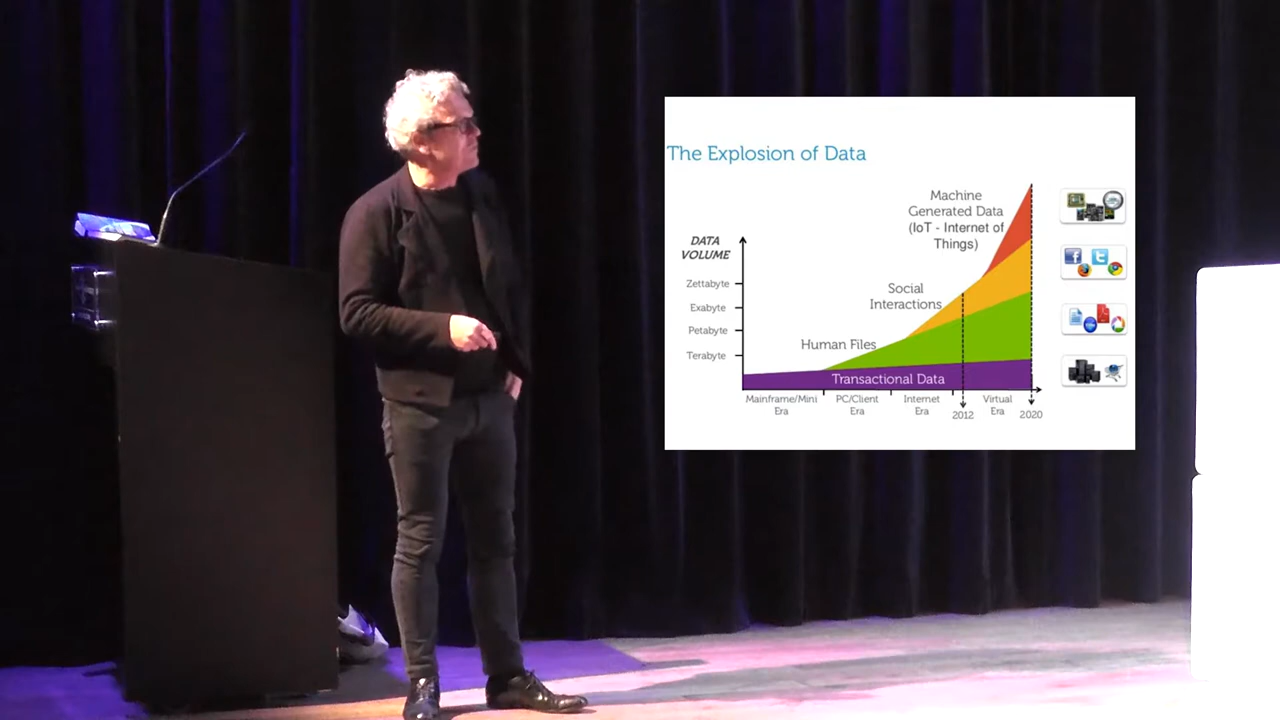 The Explosion of Data
Machine
Generated Data
(IoT - Internet of
Things)
DATA
VOLUME
Zettabyte
Social
Interactions
Exabyte
Petabyte
Human Files
Terabyte
Transactional Data
Mainframe/Mini
Era
PC/Client
Era
Internet
Era
2012
Virtual
Era
2020